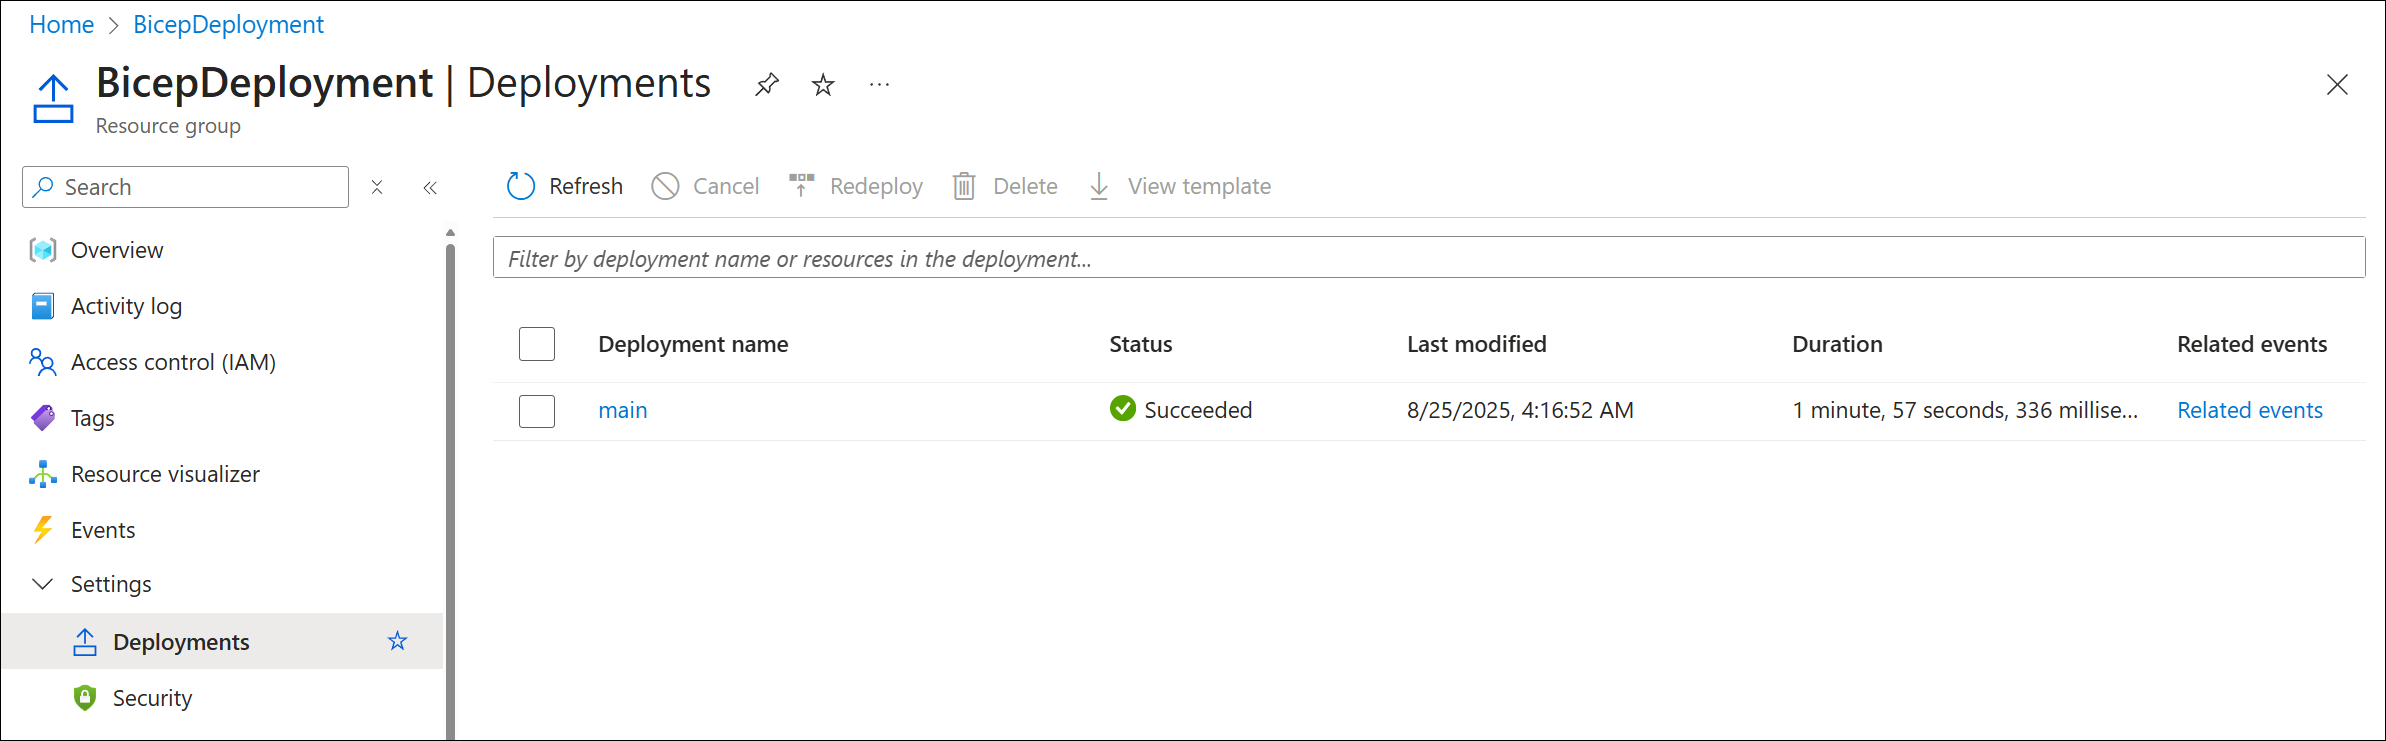 Home > BicepDeployment
BicepDeployment | Deployments ...
Resource group
Search
Overview
Activity log
Access control (IAM)
Tags
Resource visualizer
Events
Settings
Deployments
Security
Refresh Cancel Redeploy Delete View template
Filter by deployment name or resources in the deployment...
Deployment name Status Last modified Duration Related events
main Succeeded 8/25/2025, 4:16:52 AM 1 minute, 57 seconds, 336 millise... Related events